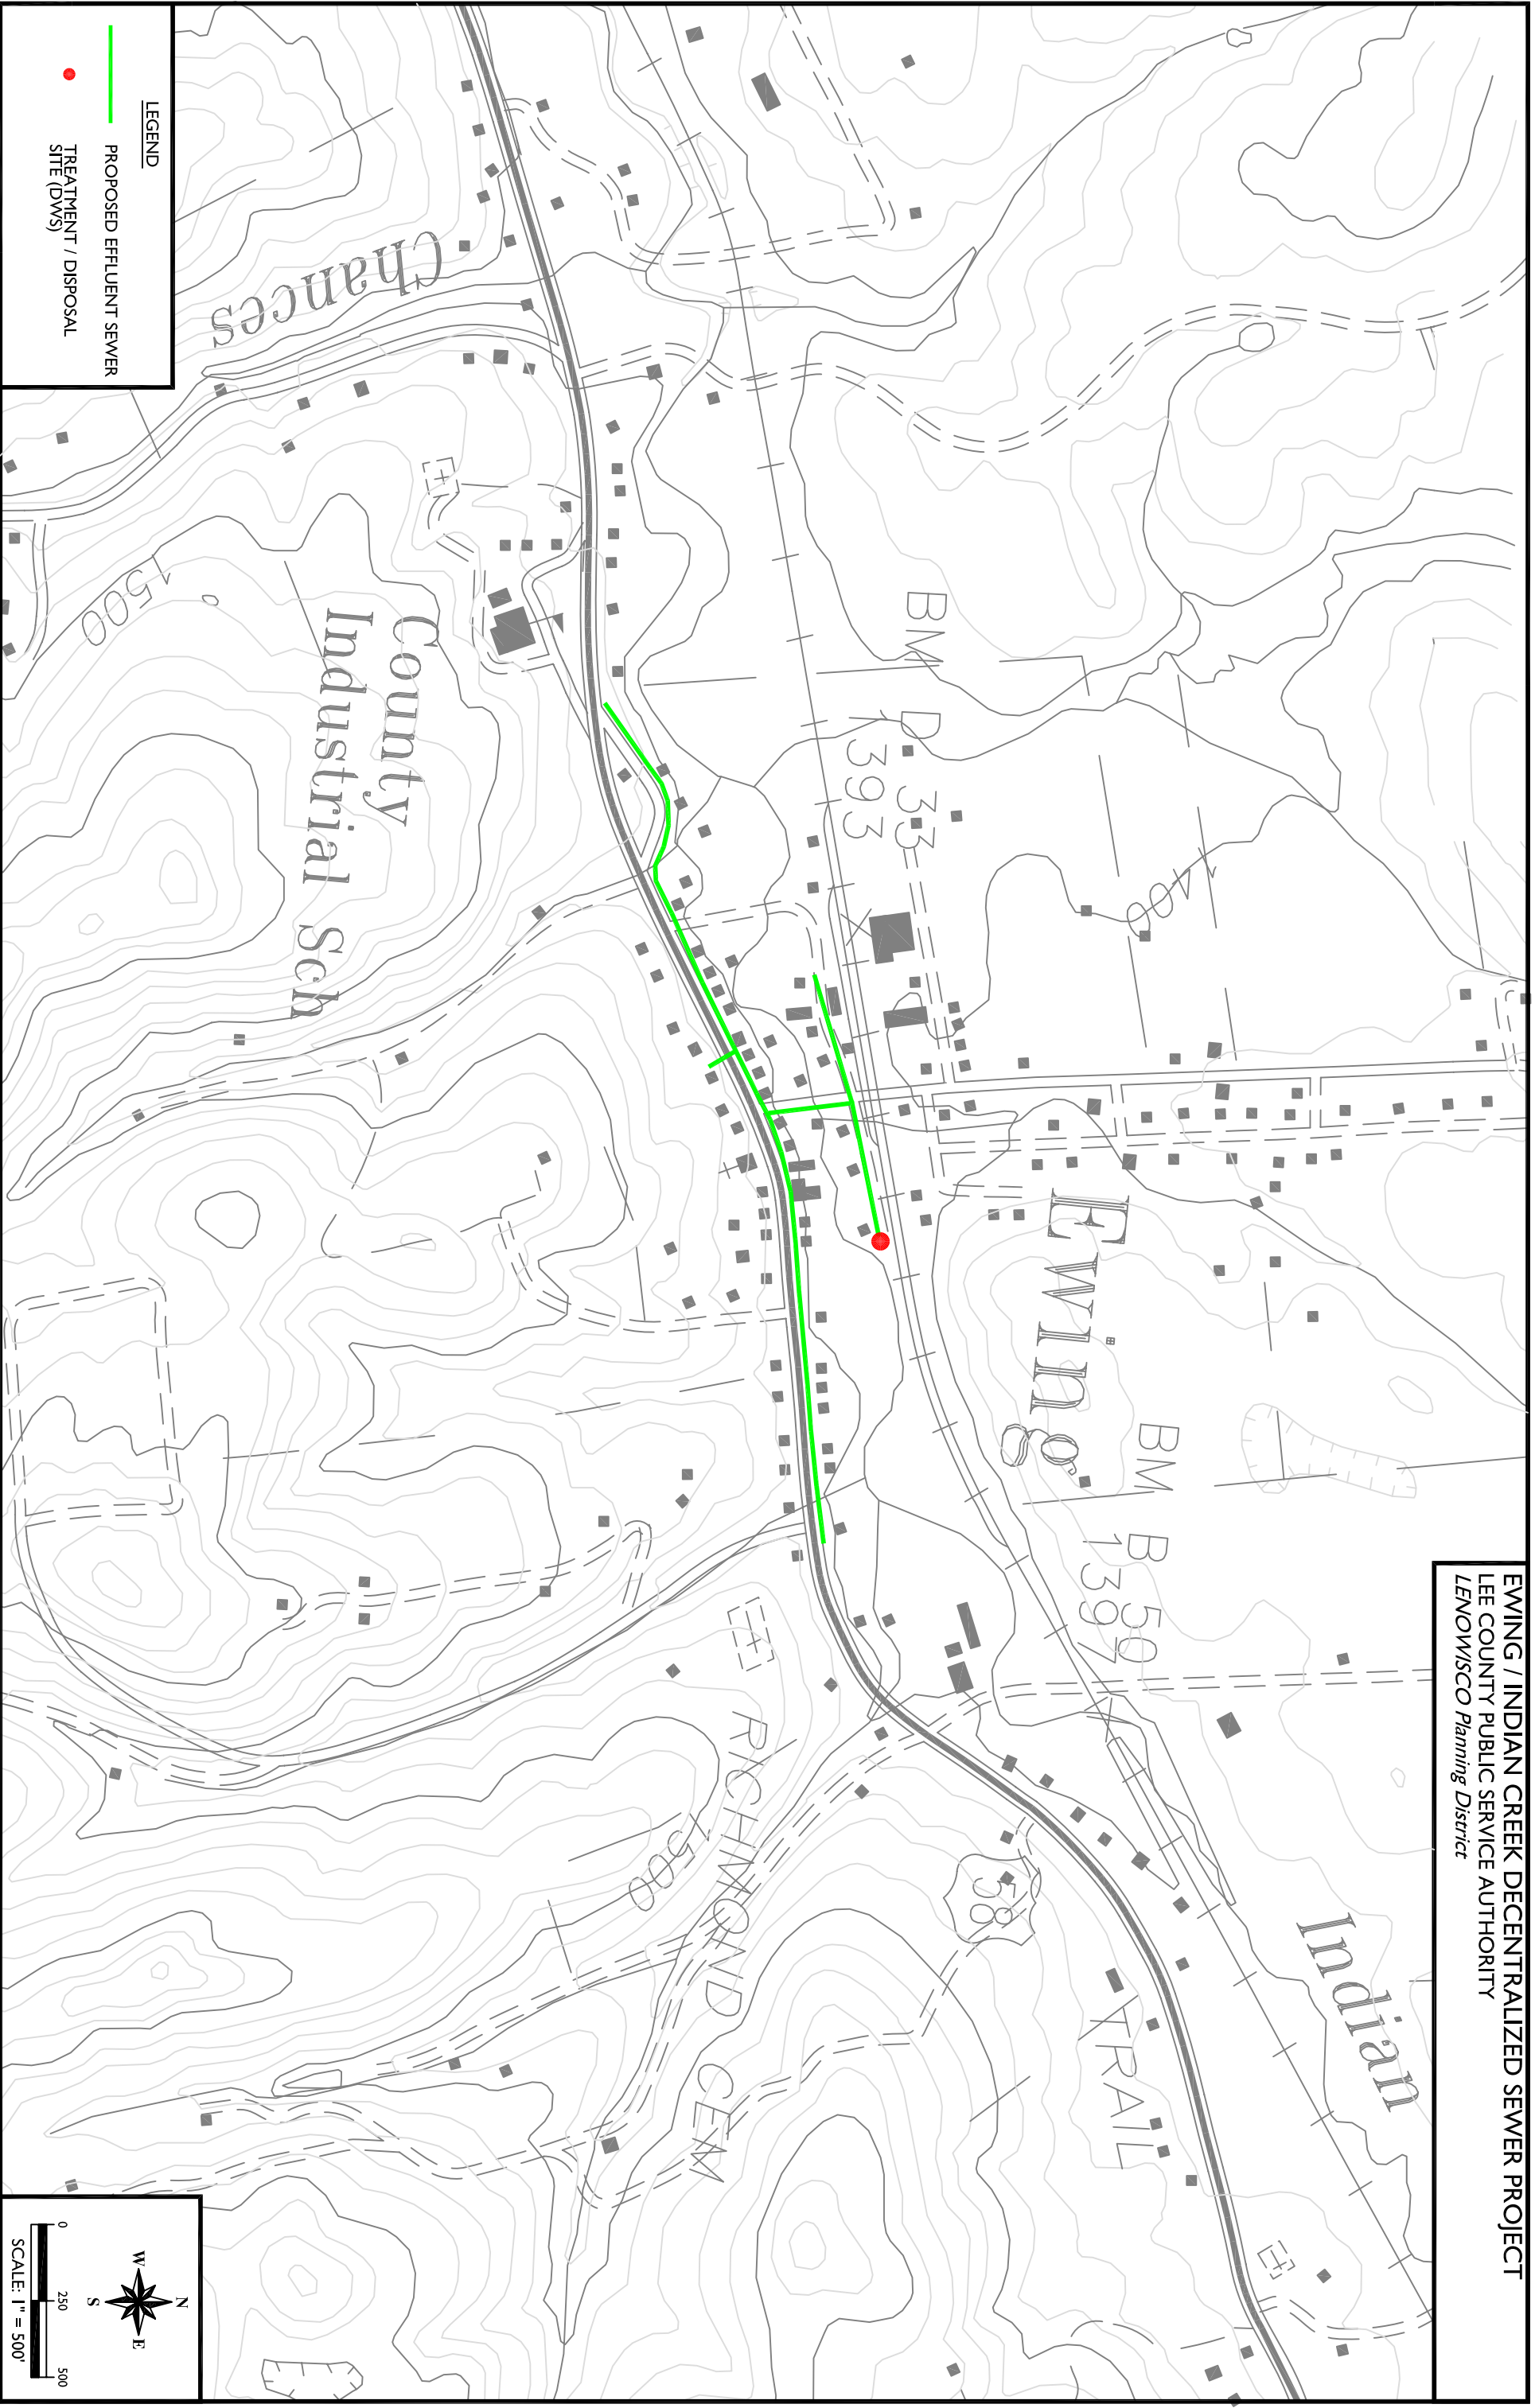 EWING / INDIAN CREEK DECENTRALIZED SEWER PROJECT
LEE COUNTY PUBLIC SERVICE AUTHORITY
LENOWISCO Planning District
Indian
BM
B 50
1397
Ewing
1400
BM
D 33
1393
58
TRAIL
1500
RICHMOND CEM
Chances
County
Industrial Sch
1500
LEGEND
PROPOSED EFFLUENT SEWER
TREATMENT / DISPOSAL
SITE (DWS)
N
W
E
S
0
250
500
SCALE: 1" = 500'